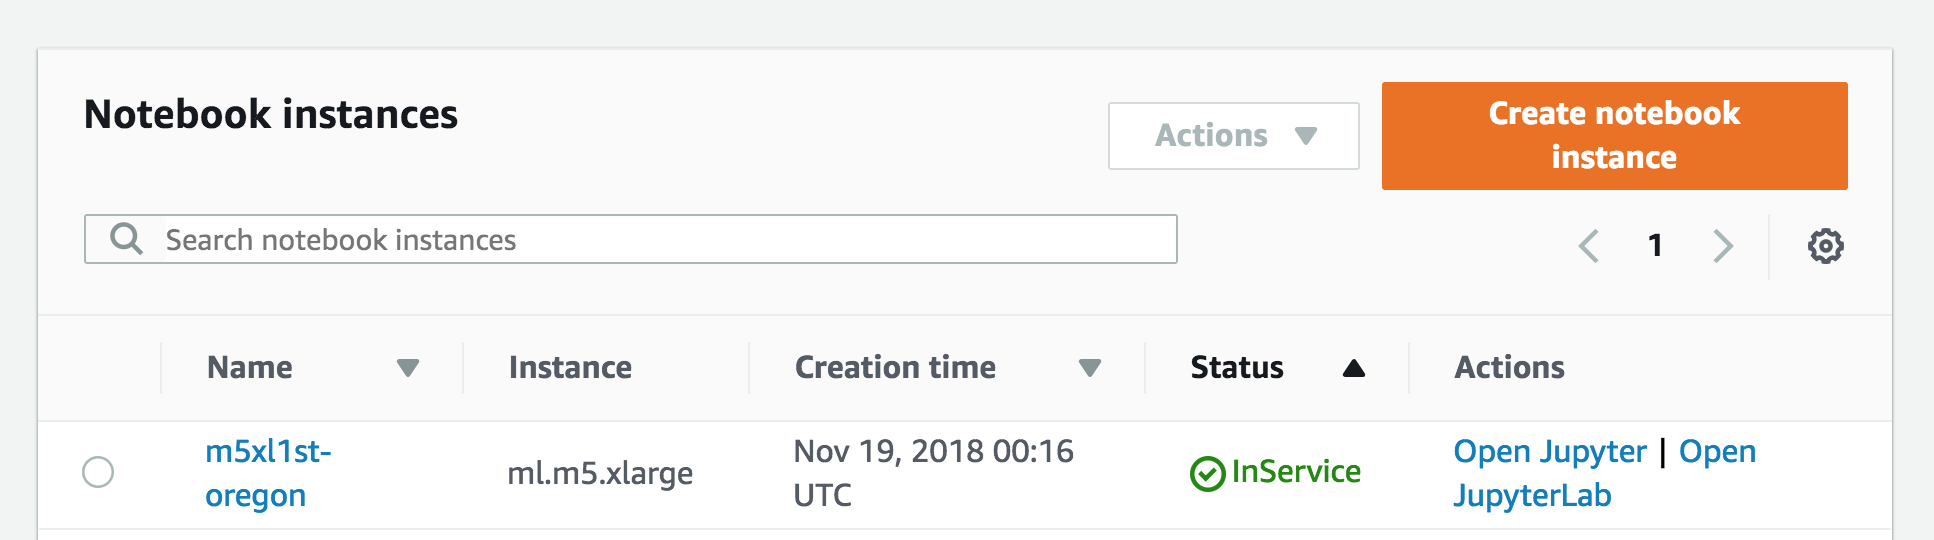 Notebook instances
Actions
Create notebook
instance
Search notebook instances
1
Name
Instance
Creation time
Status
Actions
m5xl1st-
oregon
ml.m5.xlarge
Nov 19, 2018 00:16
UTC
InService
Open Jupyter | Open
JupyterLab